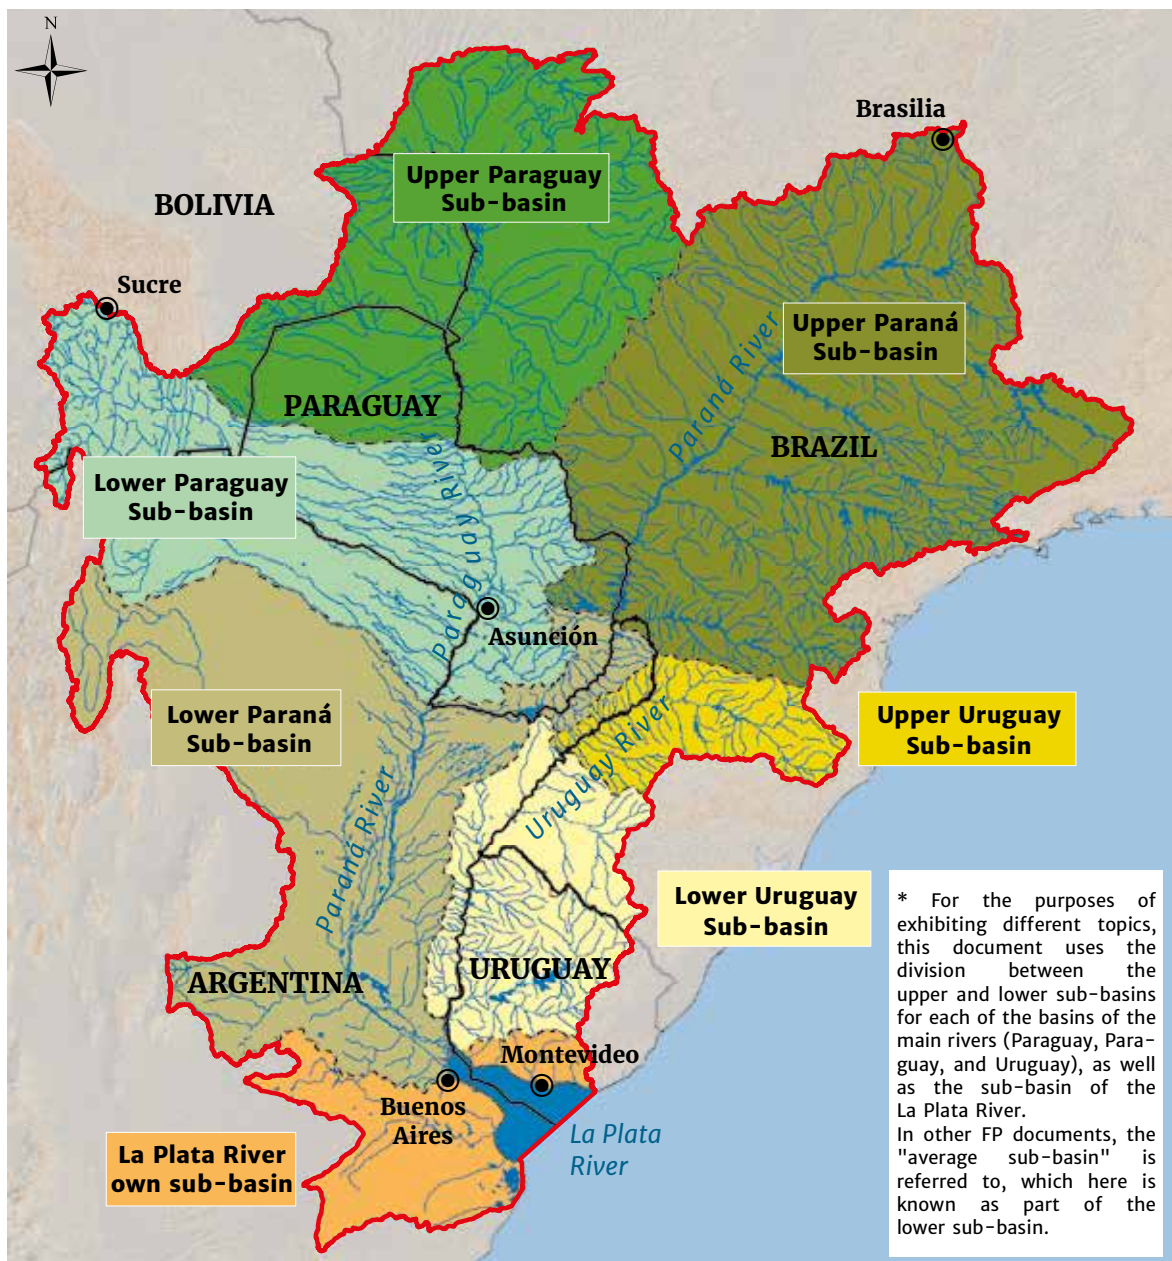 N
Brasilia
Upper Paraguay
Sub-basin
BOLIVIA
Sucre
Upper Paraná
Sub-basin
Paraná River
PARAGUAY
BRAZIL
Lower Paraguay
Sub-basin
Paraguay River
Asunción
Lower Paraná
Sub-basin
Upper Uruguay
Sub-basin
Uruguay River
Paraná River
Lower Uruguay
Sub-basin
ARGENTINA
URUGUAY
Montevideo
Buenos
Aires
La Plata
River
La Plata River
own sub-basin
* For the purposes of
exhibiting different topics,
this document uses the
division between the
upper and lower sub-basins
for each of the basins of the
main rivers (Paraguay, Para-
guay, and Uruguay), as well
as the sub-basin of the
La Plata River.
In other FP documents, the
"average sub-basin" is
referred to, which here is
known as part of the
lower sub-basin.